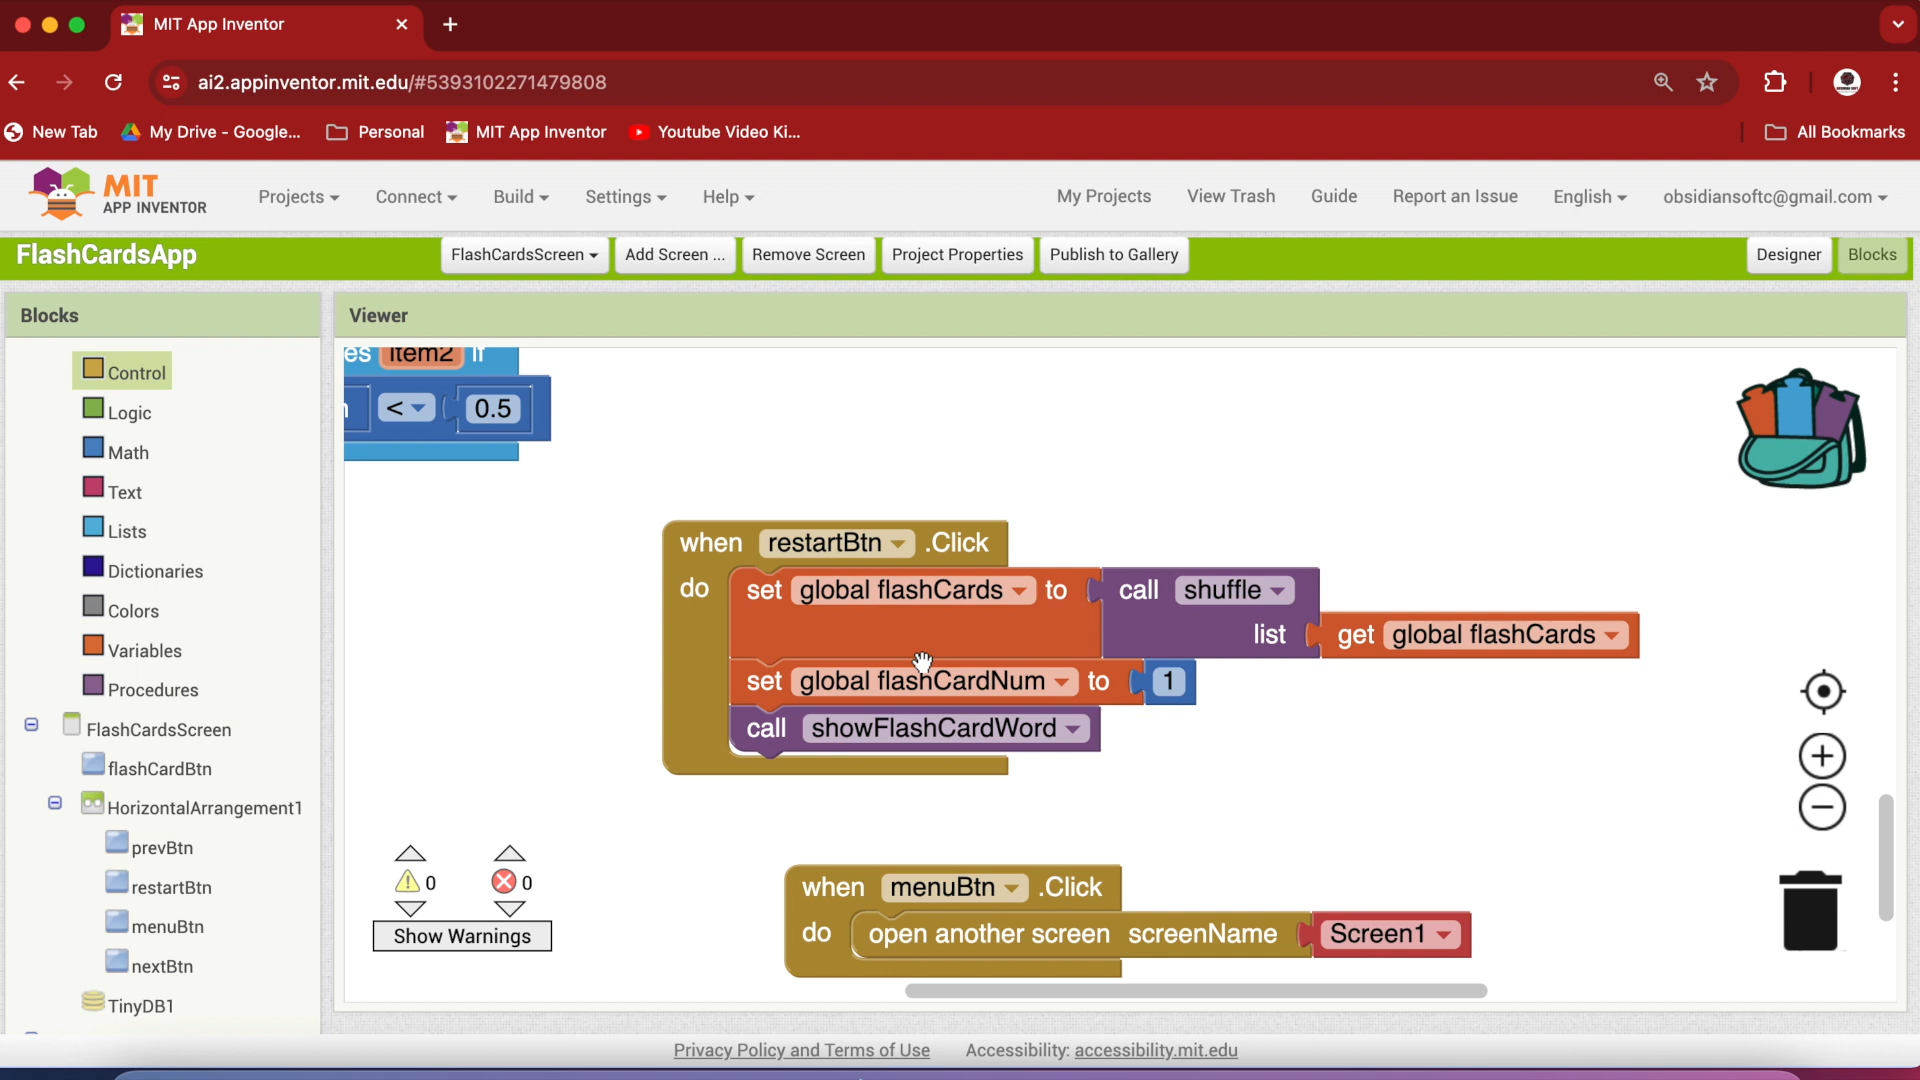 MIT App Inventor
ai2.appinventor.mit.edu/#5393102271479808
New Tab My Drive - Google... Personal MIT App Inventor Youtube Video Ki... All Bookmarks
MIT
APP INVENTOR
Projects Connect Build Settings Help My Projects View Trash Guide Report an Issue English obsidiansoftc@gmail.com
FlashCardsApp FlashCardsScreen Add Screen ... Remove Screen Project Properties Publish to Gallery Designer Blocks
Blocks
Control
Logic
Math
Text
Lists
Dictionaries
Colors
Variables
Procedures
FlashCardsScreen
flashCardBtn
HorizontalArrangement1
prevBtn
restartBtn
menuBtn
nextBtn
TinyDB1
Viewer
es item2 if
< 0.5
when restartBtn .Click
do set global flashCards to call shuffle
list get global flashCards
set global flashCardNum to 1
call showFlashCardWord
when menuBtn .Click
do open another screen screenName Screen1
0 0
Show Warnings
Privacy Policy and Terms of Use Accessibility: accessibility.mit.edu